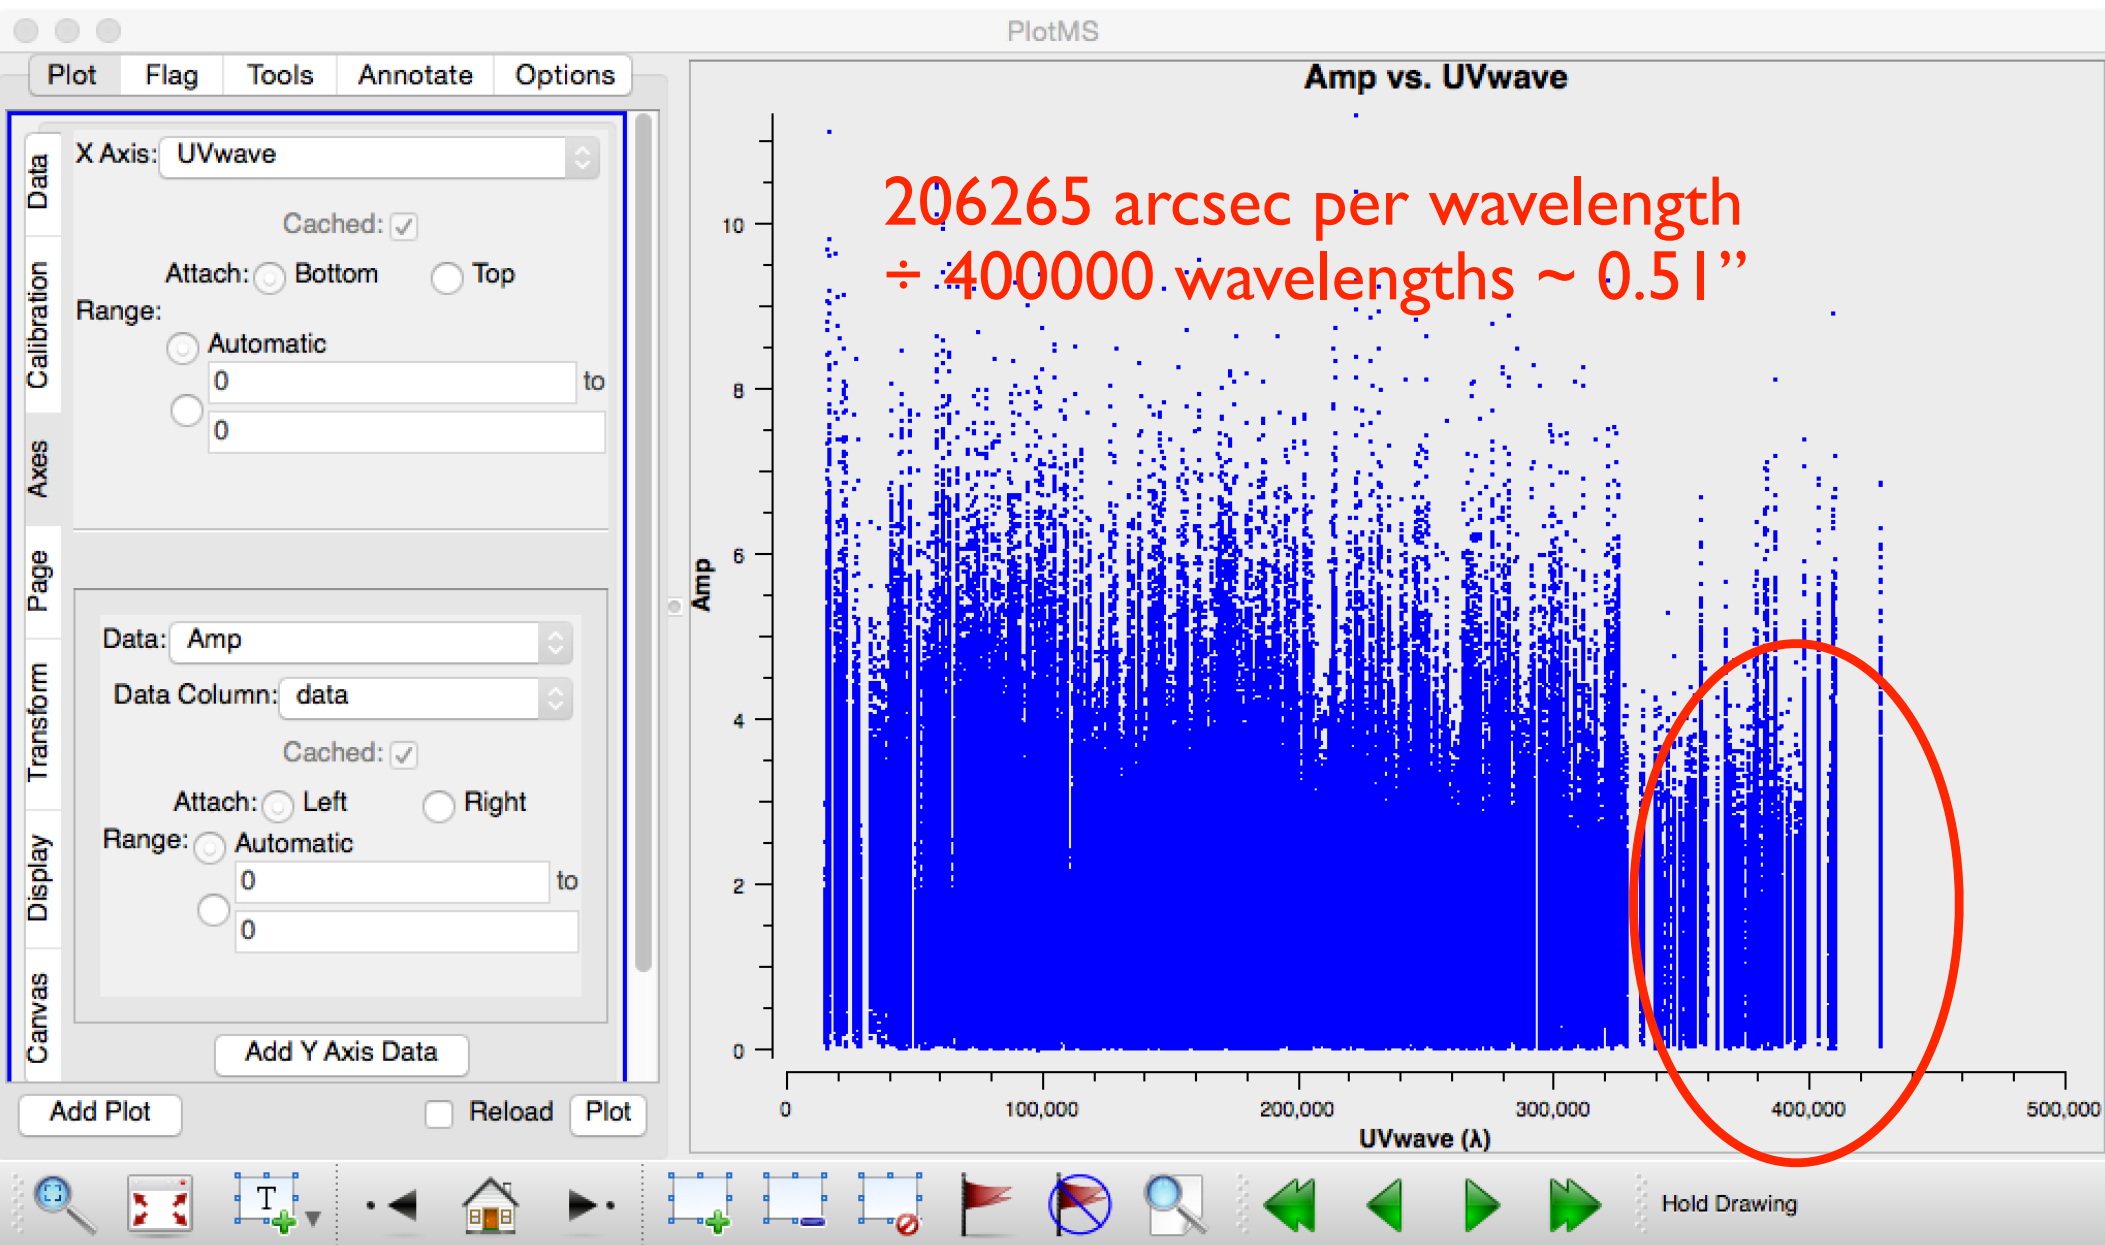 PlotMS
Plot Flag Tools Annotate Options
Data
Calibration
Axes
Page
Transform
Display
Canvas
X Axis: UVwave
Cached:
Attach: Bottom Top
Range:
Automatic
0 to
0
Data: Amp
Data Column: data
Cached:
Attach: Left Right
Range: Automatic
0 to
0
Add Y Axis Data
Add Plot Reload Plot
Amp vs. UVwave
206265 arcsec per wavelength
÷ 400000 wavelengths ~ 0.51”
Amp
10
8
6
4
2
0
0 100,000 200,000 300,000 400,000 500,000
UVwave (λ)
T
Hold Drawing